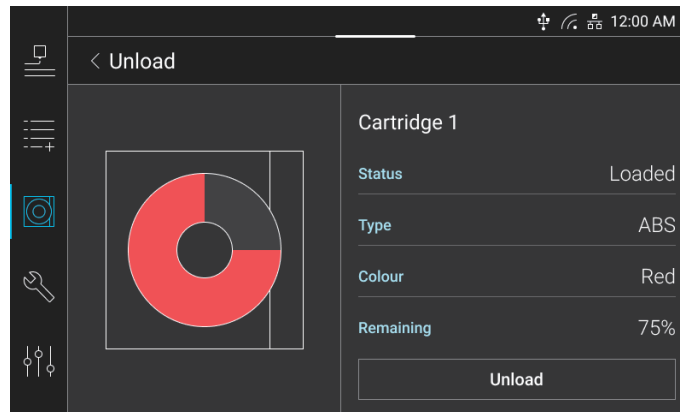 12:00 AM
< Unload
Cartridge 1
Status Loaded
Type ABS
Colour Red
Remaining 75%
Unload